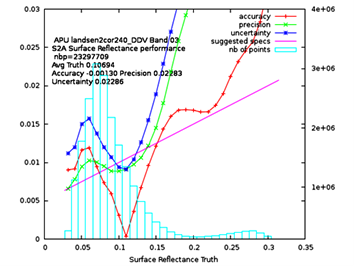 0.03
0.025
0.02
0.015
0.01
0.005
0
APU landsen2cor240_DDV Band 03
S2A Surface Reflectance performance
nbp=23297709
Avg Truth 0.10694
Accuracy -0.00130 Precision 0.02283
Uncertainty 0.02286
accuracy
precision
uncertainty
suggested specs
nb of points
4e+06
3e+06
2e+06
1e+06
0 0.05 0.1 0.15 0.2 0.25 0.3 0.35
Surface Reflectance Truth